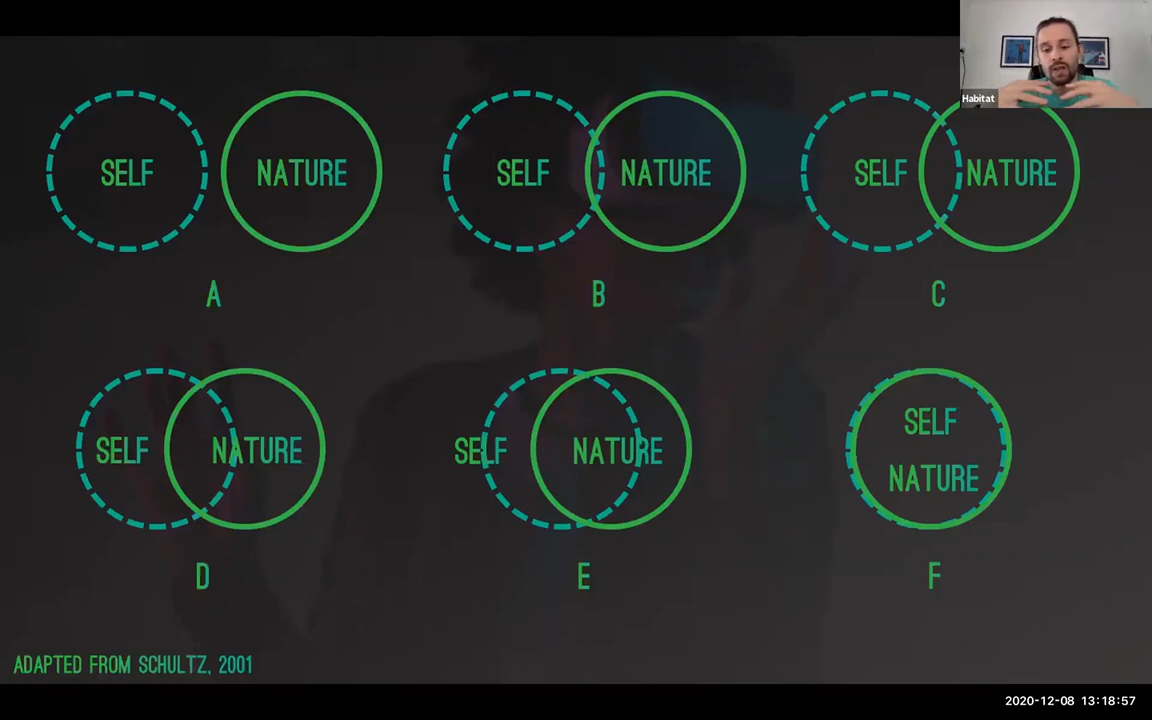 Habitat
SELF NATURE
SELF NATURE
SELF NATURE
A
B
C
SELF NATURE
SELF NATURE
SELF
NATURE
D
E
F
ADAPTED FROM SCHULTZ, 2001
2020-12-08 13:18:57